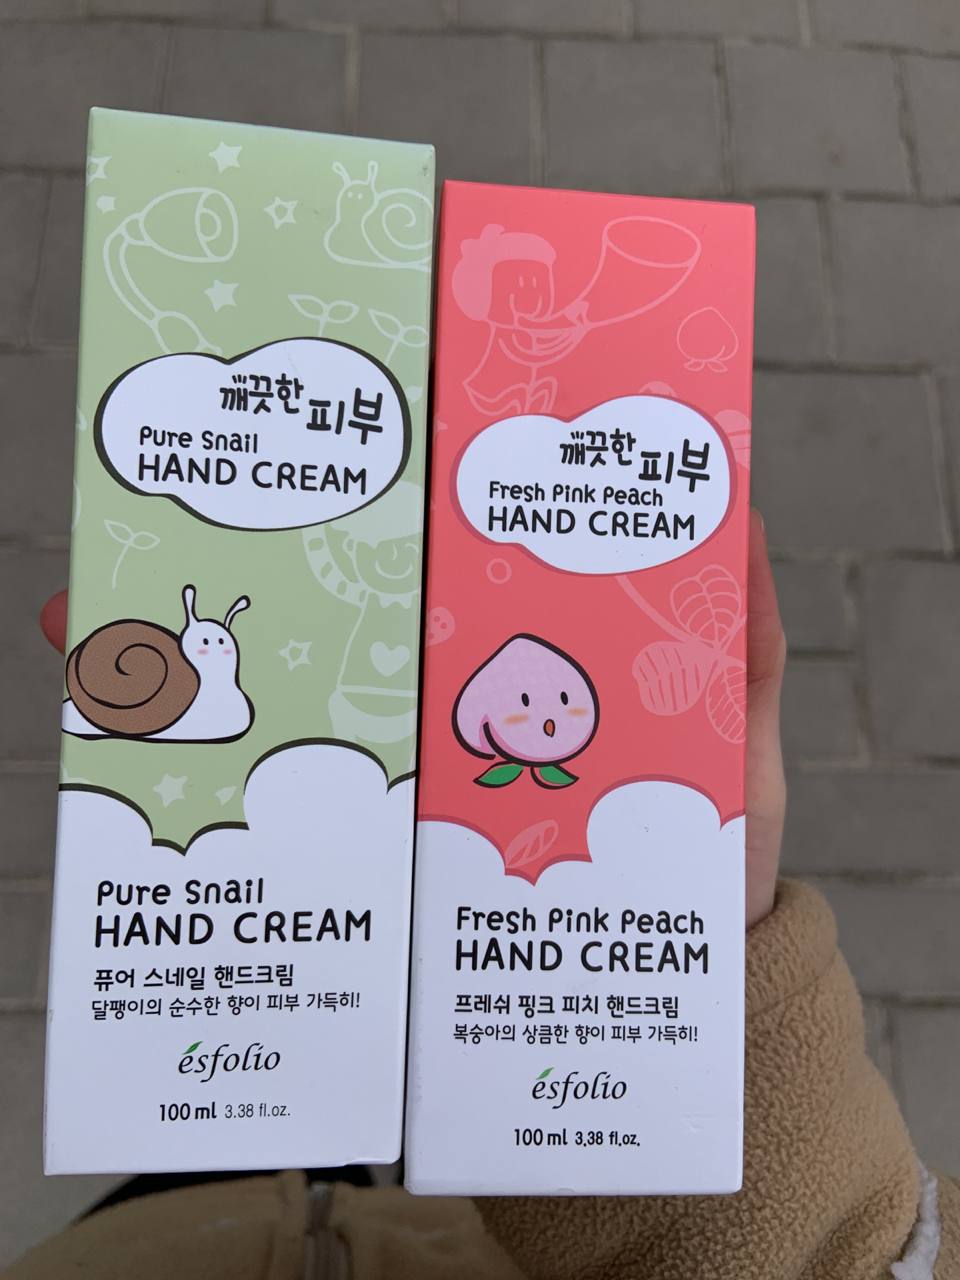 깨끗한 피부
Pure Snail
HAND CREAM
Pure Snail
HAND CREAM
퓨어 스네일 핸드크림
달팽이의 순수한 향이 피부 가득히!
ésfolio
100 ml 3.38 fl.oz.
깨끗한 피부
Fresh Pink Peach
HAND CREAM
Fresh Pink Peach
HAND CREAM
프레쉬 핑크 피치 핸드크림
복숭아의 상큼한 향이 피부 가득히!
ésfolio
100 ml 3.38 fl.oz.